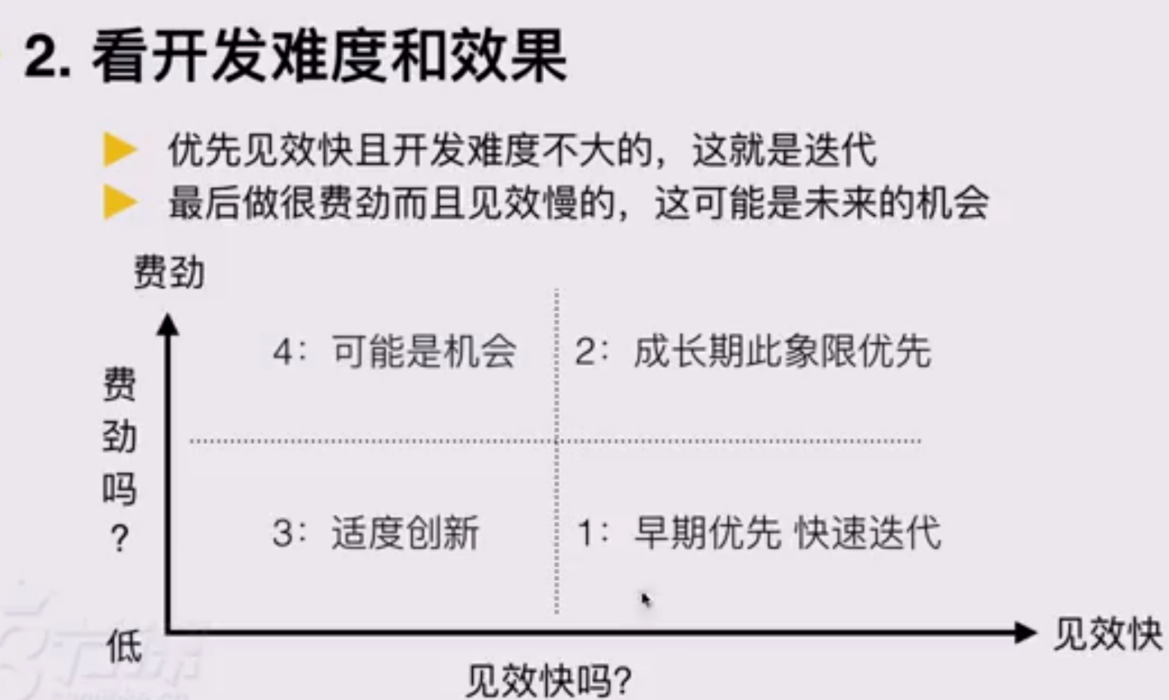 2. 看开发难度和效果
优先见效快且开发难度不大的，这就是迭代
最后做很费劲而且见效慢的，这可能是未来的机会
费劲
4：可能是机会
2：成长期此象限优先
费劲吗?
3：适度创新
1：早期优先 快速迭代
低
见效快
见效快吗?